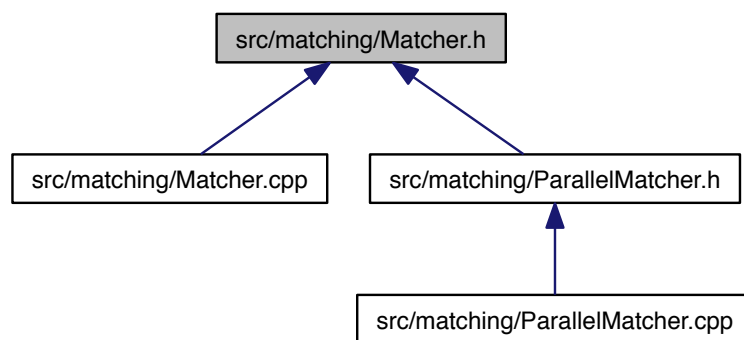 src/matching/Matcher.h
src/matching/Matcher.cpp
src/matching/ParallelMatcher.h
src/matching/ParallelMatcher.cpp